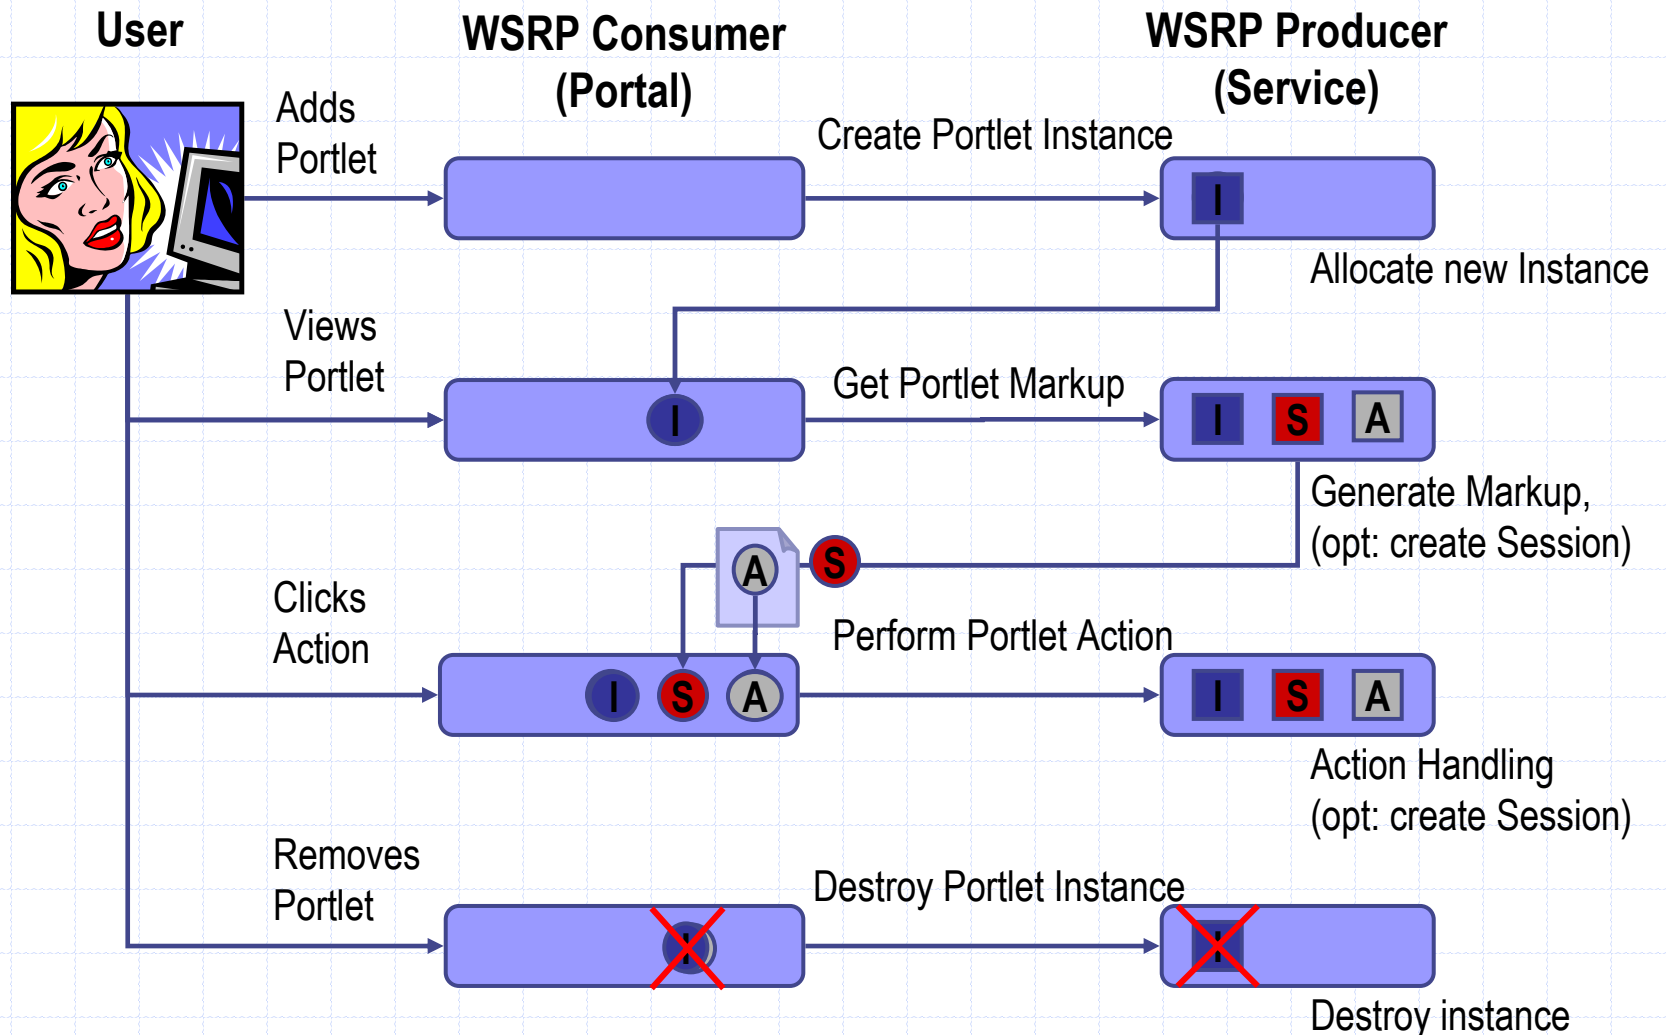 User
WSRP Consumer
(Portal)
WSRP Producer
(Service)
Adds
Portlet
Create Portlet Instance
I
Allocate new Instance
Views
Portlet
I
Get Portlet Markup
I S A
Generate Markup,
(opt: create Session)
A S
Clicks
Action
I S A
Perform Portlet Action
I S A
Action Handling
(opt: create Session)
Removes
Portlet
I
Destroy Portlet Instance
I
Destroy instance